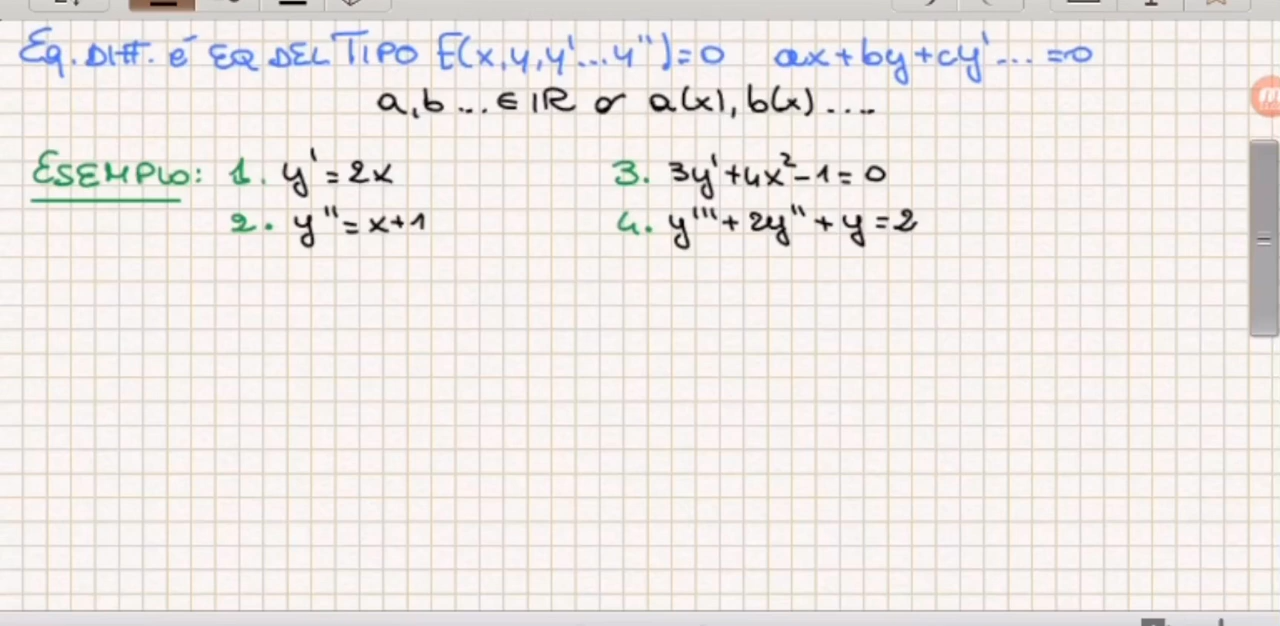 Eq. Diff. é EQ DEL TIPO E(x,y,y'...y'')=0 ax+by+cy'...=0
a,b...∈ℝ or a(x), b(x)....
ESEMPIO: 1. y'=2x 3. 3y'+4x²-1=0
2. y''=x+1 4. y'''+2y''+y=2